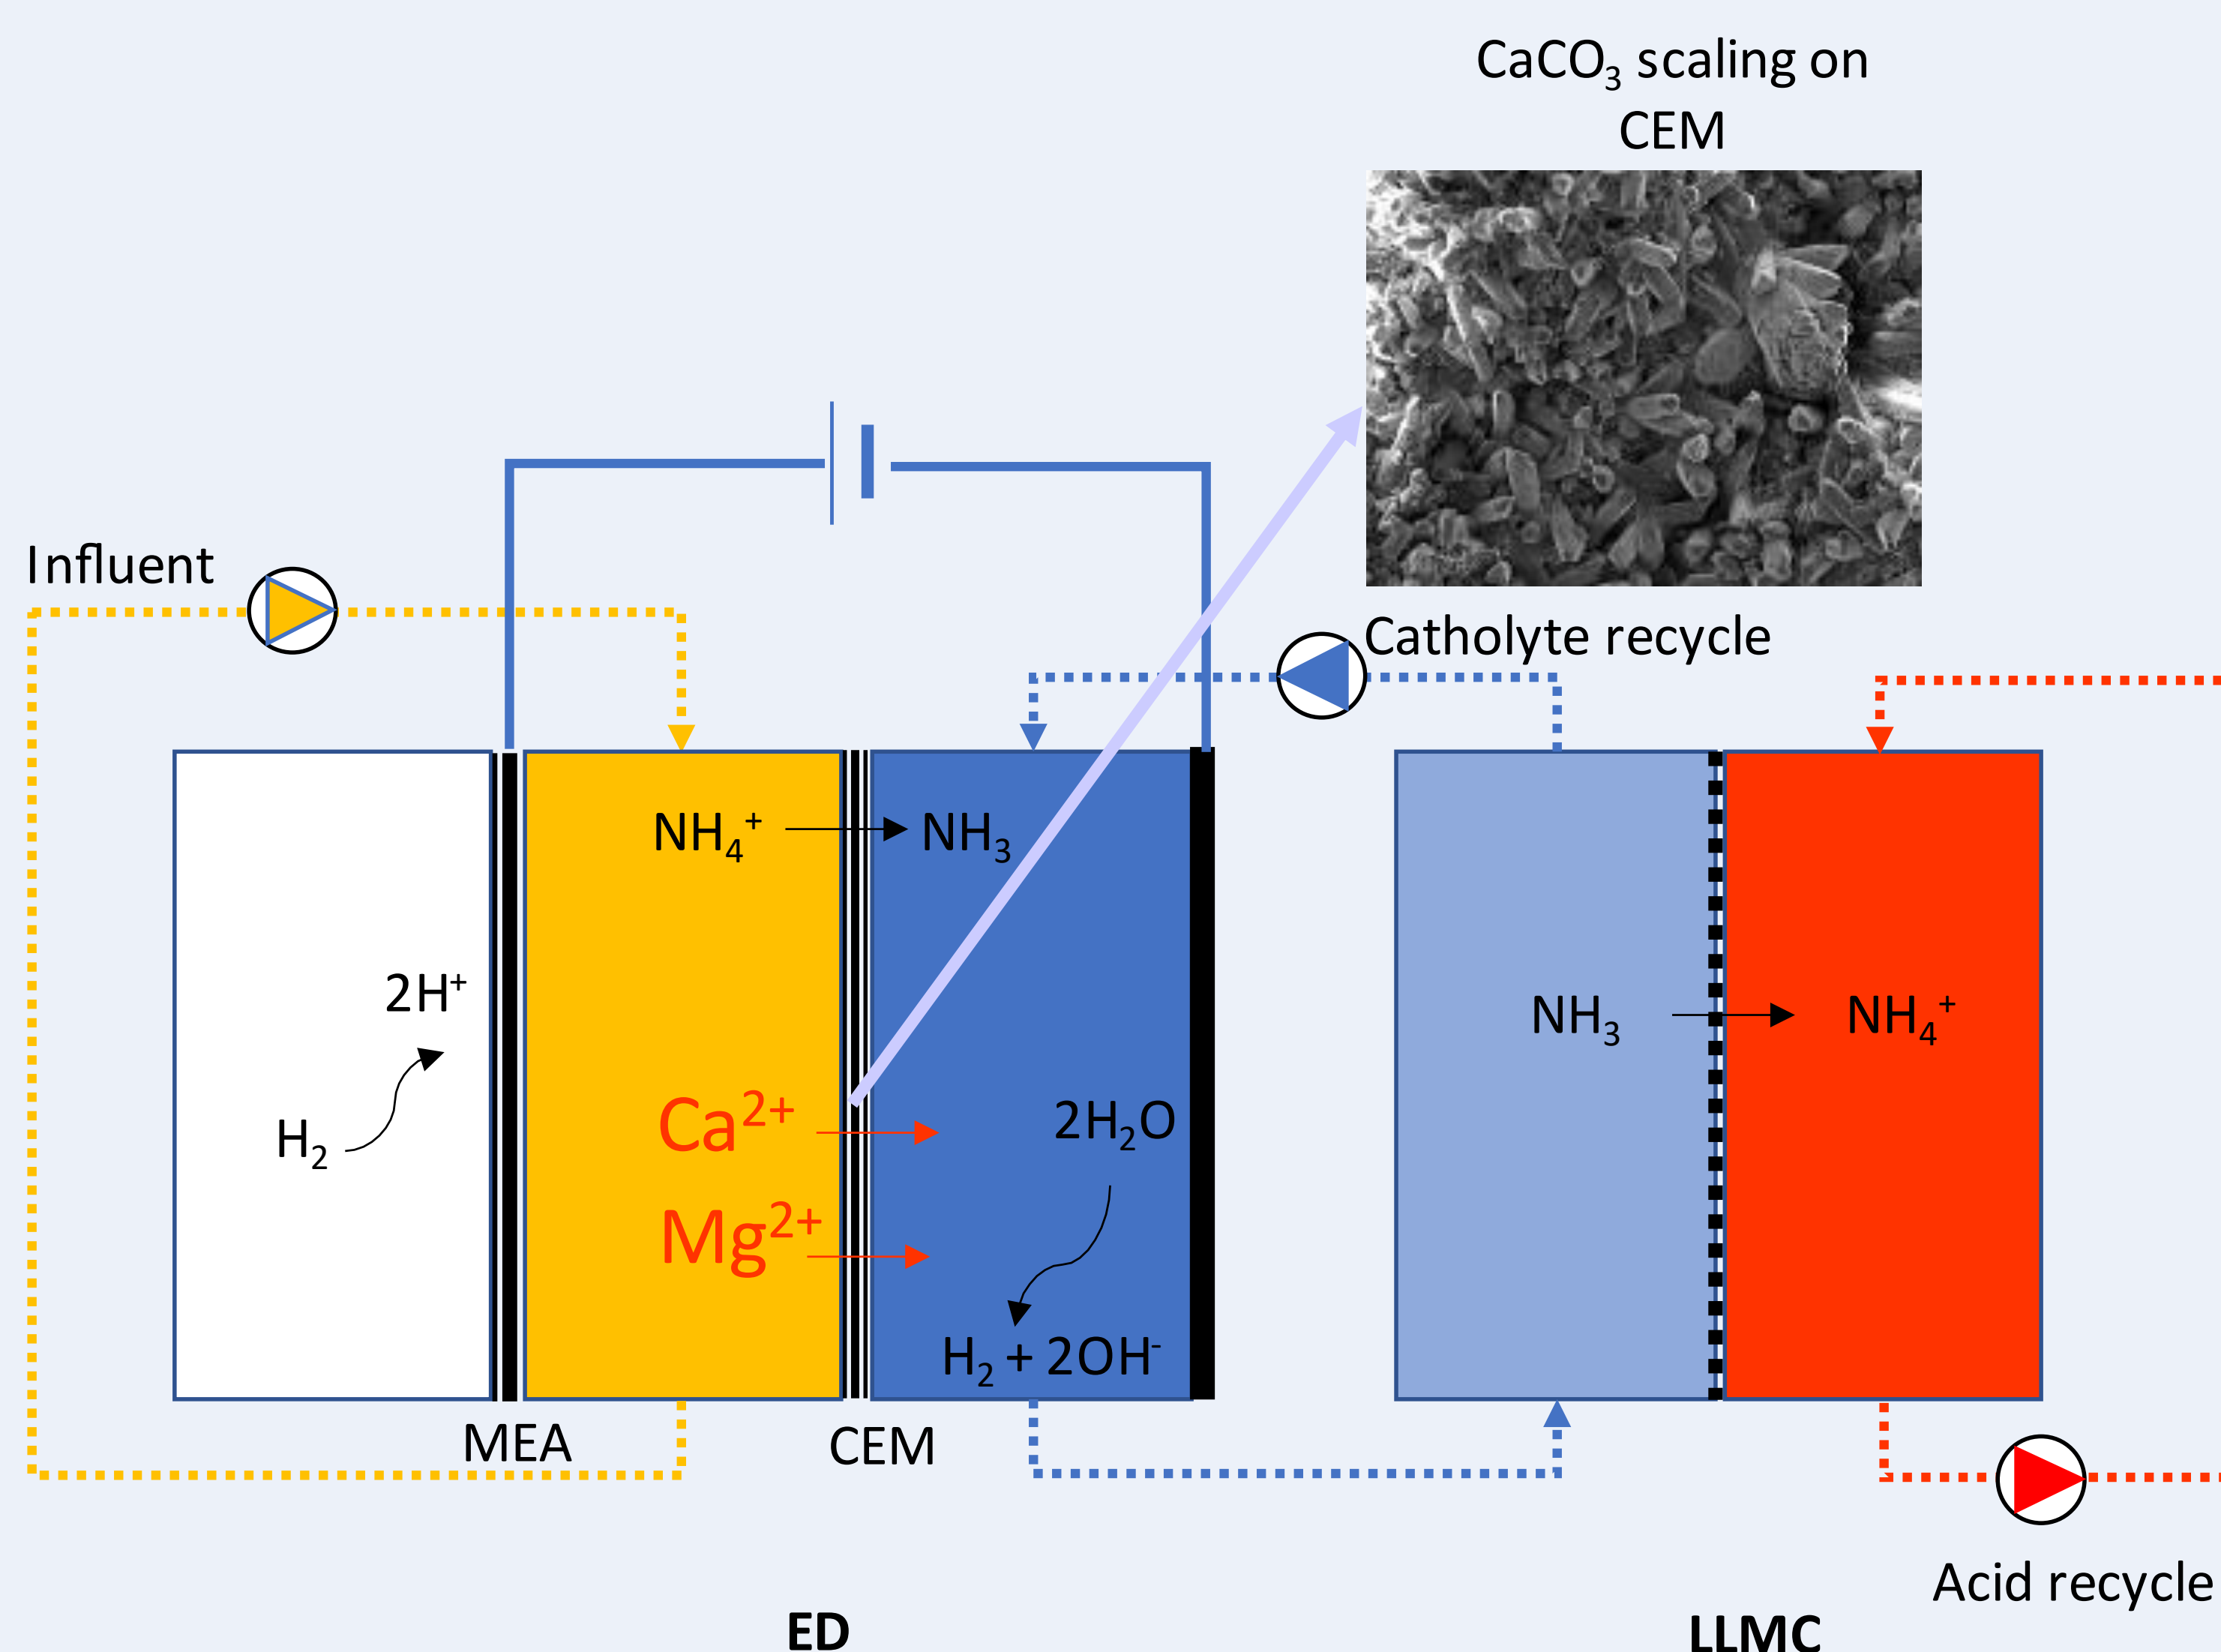 CaCO₃ scaling on
CEM
Influent
Catholyte recycle
NH₄⁺
NH₃
2H⁺
NH₃
NH₄⁺
Ca²⁺
2H₂O
H₂
Mg²⁺
H₂ + 2OH⁻
MEA
CEM
Acid recycle
ED
LLMC